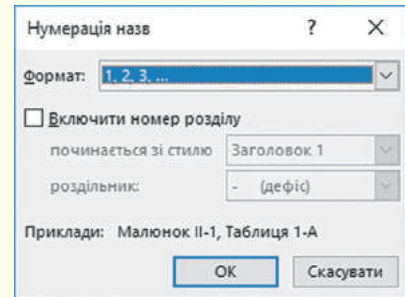 Нумерація назв ? ×
Формат: 1, 2, 3, ...
Включити номер розділу
починається зі стилю Заголовок 1
роздільник: - (дефіс)
Приклади: Малюнок II-1, Таблиця 1-А
ОК Скасувати